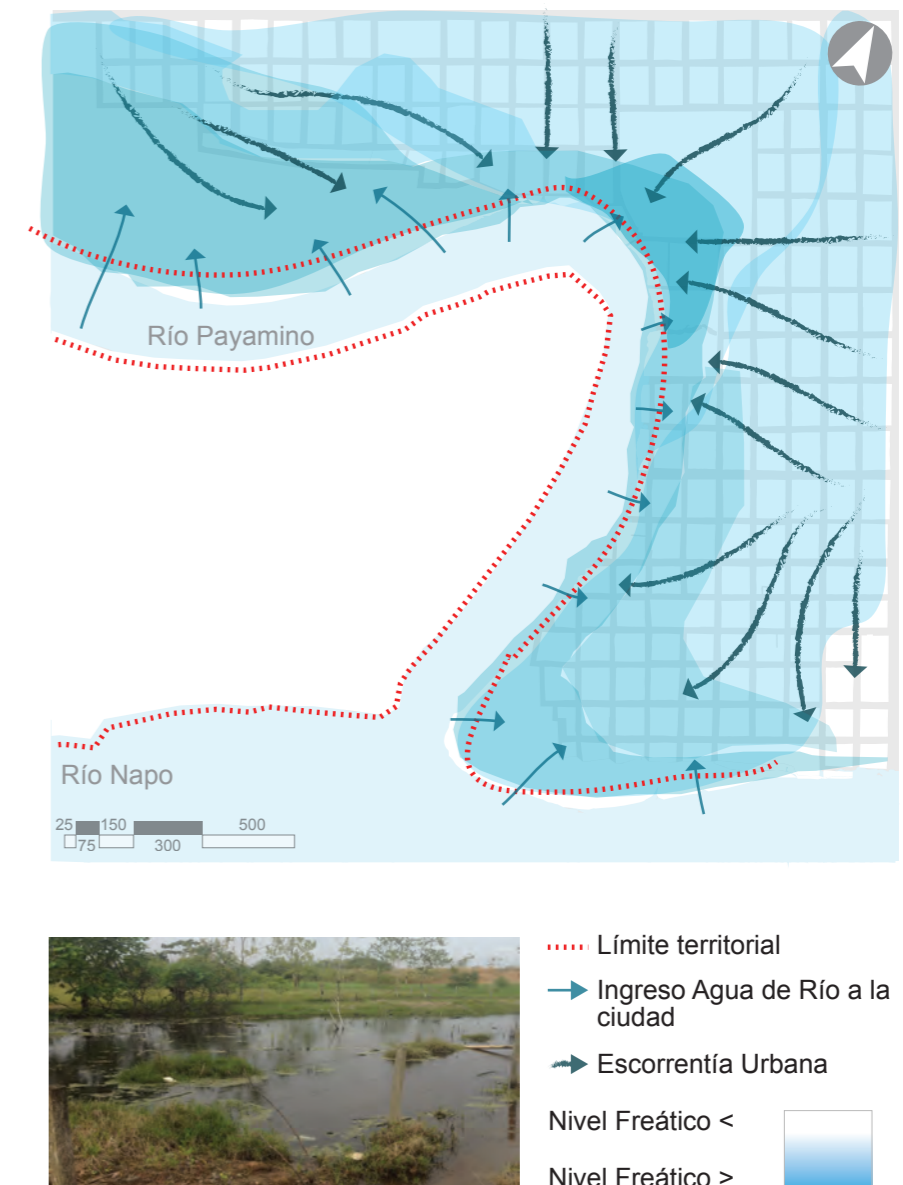 Río Payamino
Río Napo
25 150 500
75 300
Límite territorial
Ingreso Agua de Río a la
ciudad
Escorrentía Urbana
Nivel Freático <
Nivel Freático >